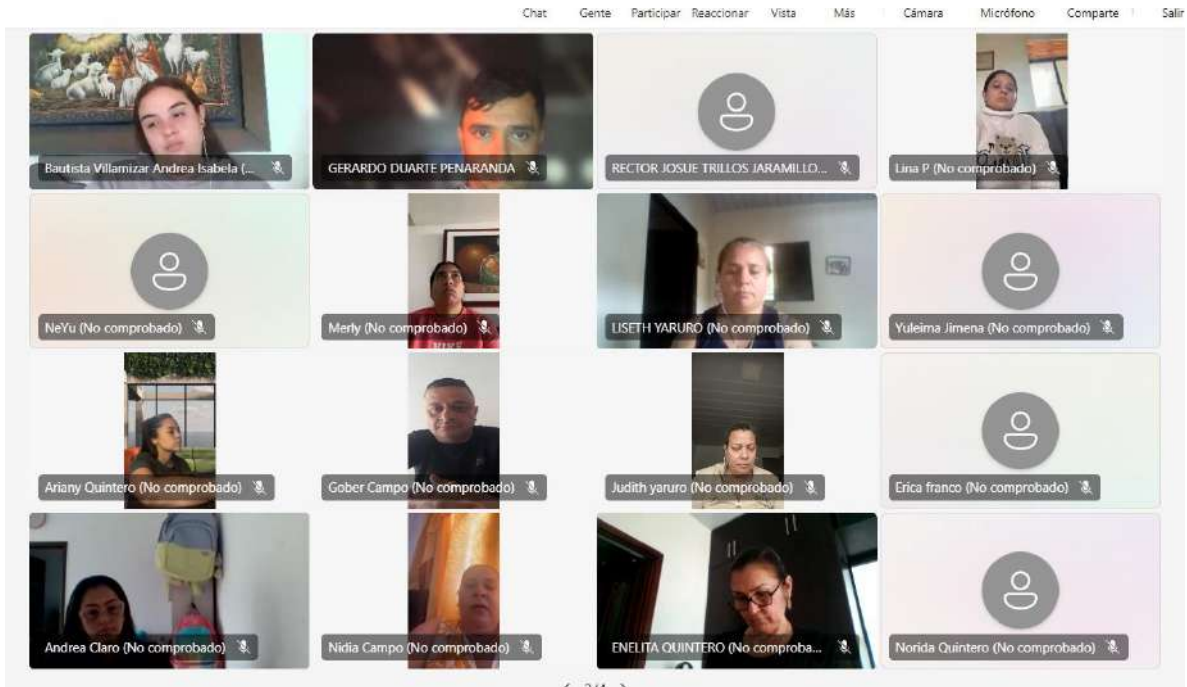 Chat Gente Participar Reaccionar Vista Más Cámara Micrófono Comparte Salir
Bautista Villamizar Andrea Isabela (...
GERARDO DUARTE PENARANDA
RECTOR JOSUE TRILLOS JARAMILLO...
Lina P (No comprobado)
NeYu (No comprobado)
Merly (No comprobado)
LISETH YARURO (No comprobado)
Yuleima Jimena (No comprobado)
Ariany Quintero (No comprobado)
Gober Campo (No comprobado)
Judith yaruro (No comprobado)
Erica franco (No comprobado)
Andrea Claro (No comprobado)
Nidia Campo (No comprobado)
ENELITA QUINTERO (No comproba...
Norida Quintero (No comprobado)